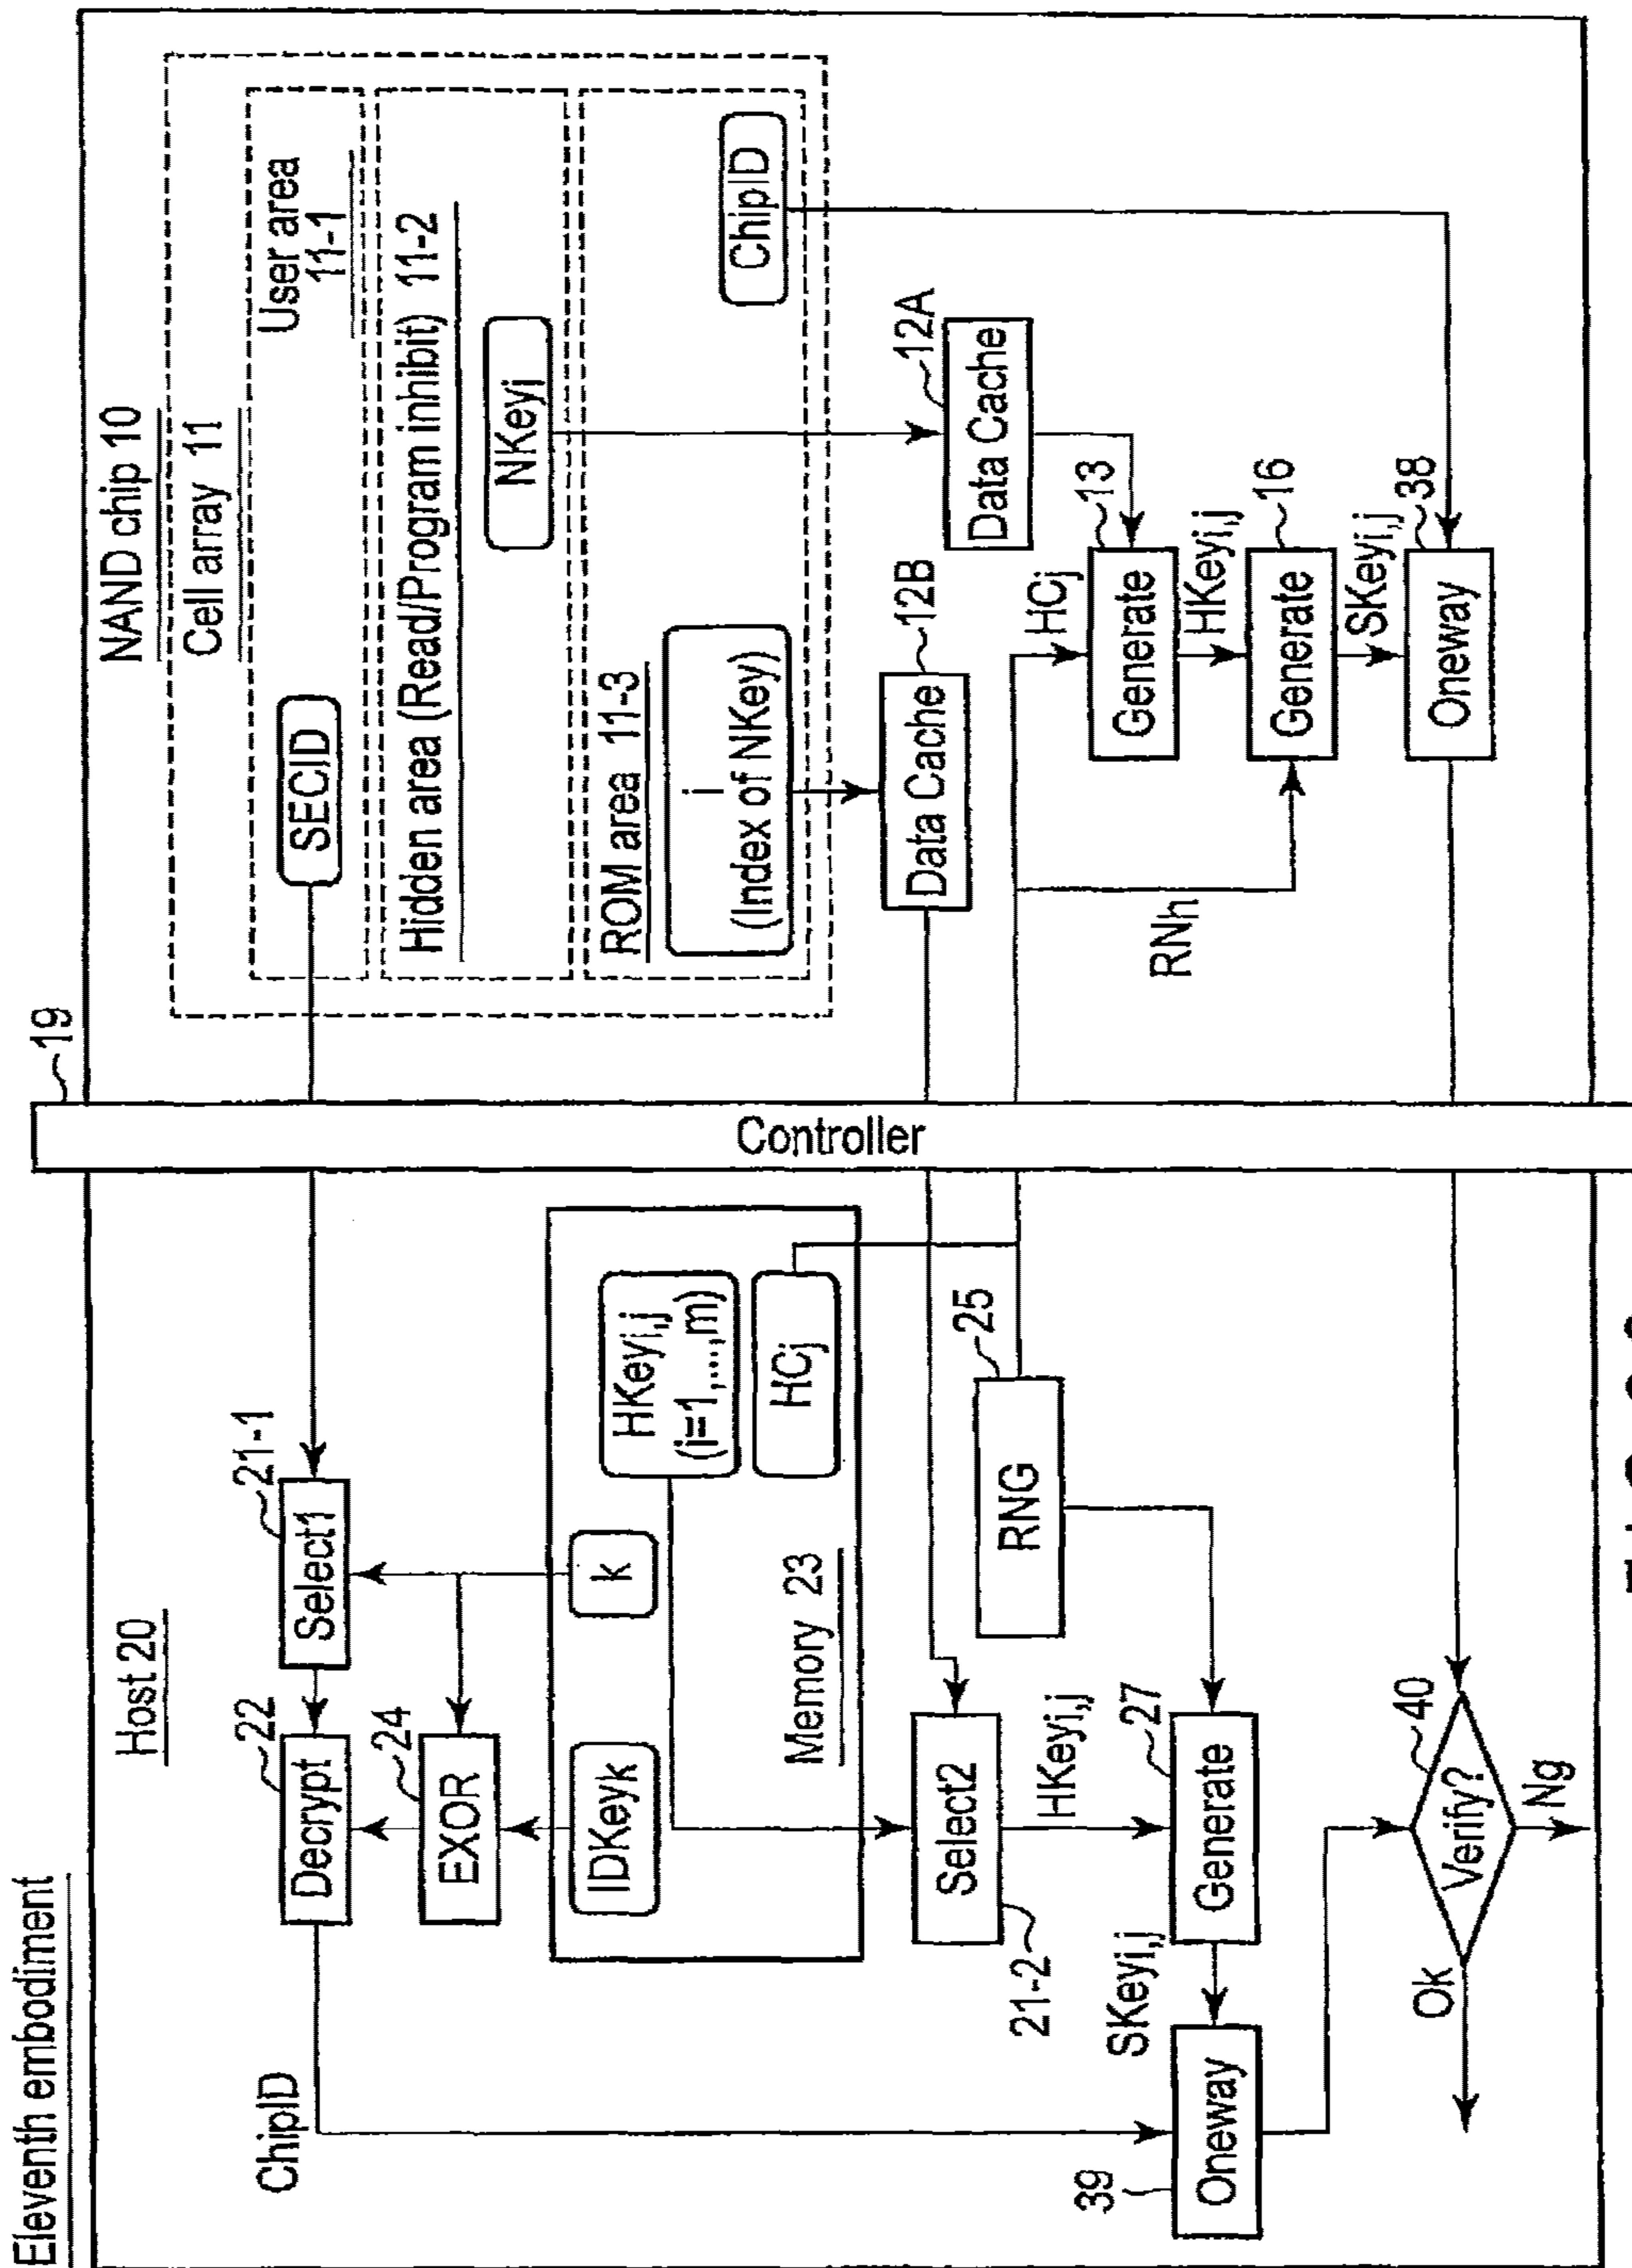 Eleventh embodiment
Host 20
ChipID
22
Decrypt
21-1
Select1
24
EXOR
IDKeyk
k
HKeyi,j
(i=1,...,m)
HCj
Memory 23
Select2
21-2
HKeyi,j
25
RNG
27
Generate
SKeyi,j
39
Oneway
40
Verify?
Ok
Ng
19
Controller
NAND chip 10
Cell array 11
User area
11-1
SECID
Hidden area (Read/Program inhibit) 11-2
NKeyi
ROM area 11-3
i
(Index of NKey)
ChipID
12B
Data Cache
12A
Data Cache
HCj
13
Generate
HKeyi,j
RNh
16
Generate
SKeyi,j
38
Oneway